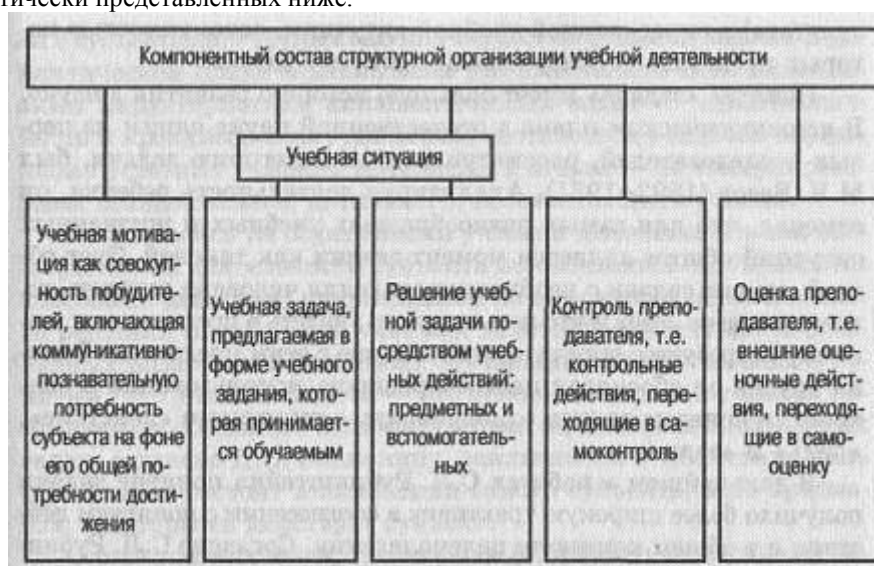 тически представленных ниже.
Компонентный состав структурной организации учебной деятельности
Учебная ситуация
Учебная мотива-
ция как совокуп-
ность побудите-
лей, включающая
коммуникативно-
познавательную
потребность
субъекта на фоне
его общей по-
требности дости-
жения
Учебная задача,
предлагаемая в
форме учебного
задания, кото-
рая принимает-
ся обучаемым
Решение учеб-
ной задачи по-
средством учеб-
ных действий:
предметных и
вспомогатель-
ных
Контроль препо-
давателя, т.е.
контрольные
действия, пере-
ходящие в са-
моконтроль
Оценка препо-
давателя, т.е.
внешние оце-
ночные дейст-
вия, переходя-
щие в само-
оценку